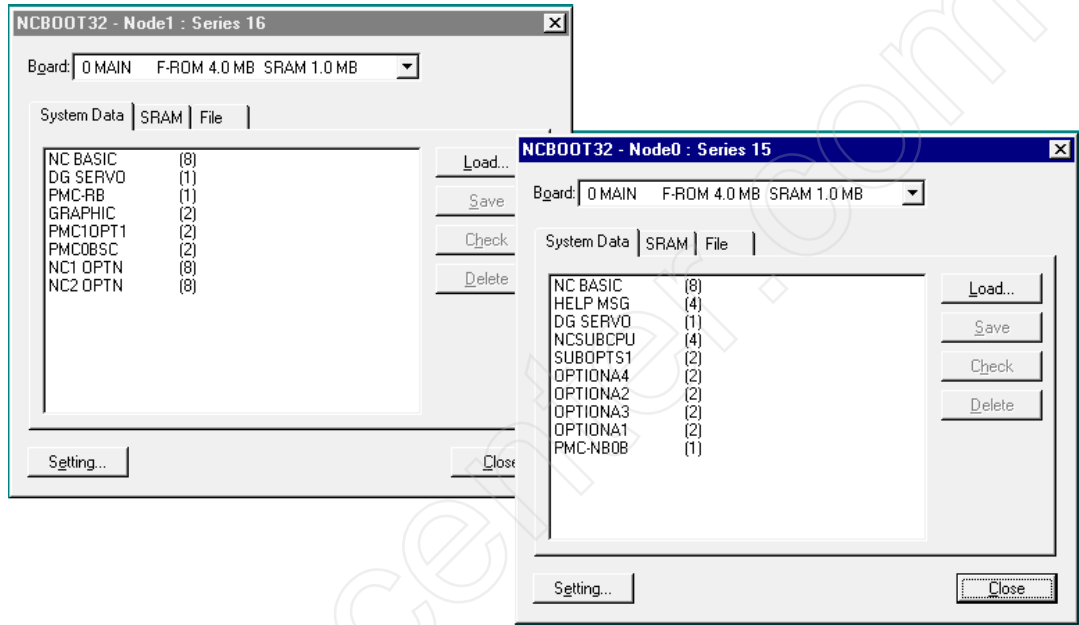 NCBOOT32 - Node1 : Series 16
Board: 0 MAIN F-ROM 4.0 MB SRAM 1.0 MB
System Data SRAM File
NC BASIC (8)
DG SERVO (1)
PMC-RB (1)
GRAPHIC (2)
PMC1OPT1 (2)
PMC0BSC (2)
NC1 OPTN (8)
NC2 OPTN (8)
Load...
Save
Check
Delete
Setting...
Close
NCBOOT32 - Node0 : Series 15
Board: 0 MAIN F-ROM 4.0 MB SRAM 1.0 MB
System Data SRAM File
NC BASIC (8)
HELP MSG (4)
DG SERVO (1)
NCSUBCPU (4)
SUBOPTS1 (2)
OPTIONA4 (2)
OPTIONA2 (2)
OPTIONA3 (2)
OPTIONA1 (2)
PMC-NB0B (1)
Load...
Save
Check
Delete
Setting...
Close
center.com